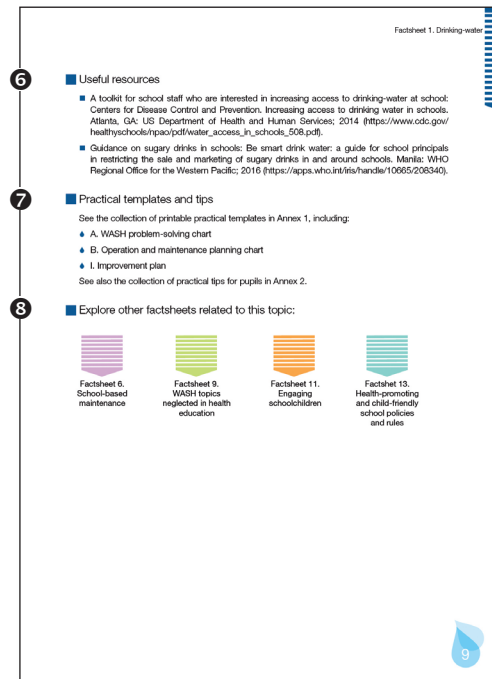 Factsheet 1. Drinking-water
6
Useful resources
A toolkit for school staff who are interested in increasing access to drinking-water at school:
Centers for Disease Control and Prevention. Increasing access to drinking water in schools.
Atlanta, GA: US Department of Health and Human Services; 2014 (https://www.cdc.gov/
healthyschools/npao/pdf/water_access_in_schools_508.pdf).
Guidance on sugary drinks in schools: Be smart drink water: a guide for school principals
in restricting the sale and marketing of sugary drinks in and around schools. Manila: WHO
Regional Office for the Western Pacific; 2016 (https://apps.who.int/iris/handle/10665/208340).
7
Practical templates and tips
See the collection of printable practical templates in Annex 1, including:
A. WASH problem-solving chart
B. Operation and maintenance planning chart
I. Improvement plan
See also the collection of practical tips for pupils in Annex 2.
8
Explore other factsheets related to this topic:
Factsheet 6.
School-based
maintenance
Factsheet 9.
WASH topics
neglected in health
education
Factsheet 11.
Engaging
schoolchildren
Factshet 13.
Health-promoting
and child-friendly
school policies
and rules
9